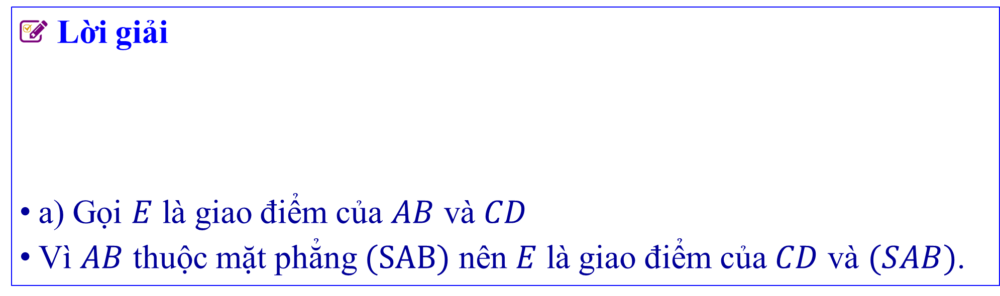 Lời giải
• a) Gọi E là giao điểm của AB và CD
• Vì AB thuộc mặt phẳng (SAB) nên E là giao điểm của CD và (SAB).